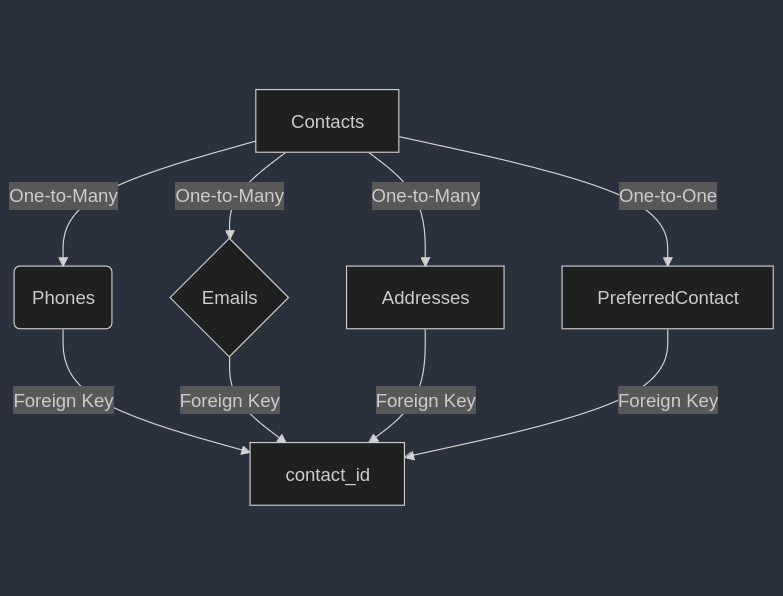 Contacts
One-to-Many
One-to-Many
One-to-Many
One-to-One
Phones
Emails
Addresses
PreferredContact
Foreign Key
Foreign Key
Foreign Key
Foreign Key
contact_id